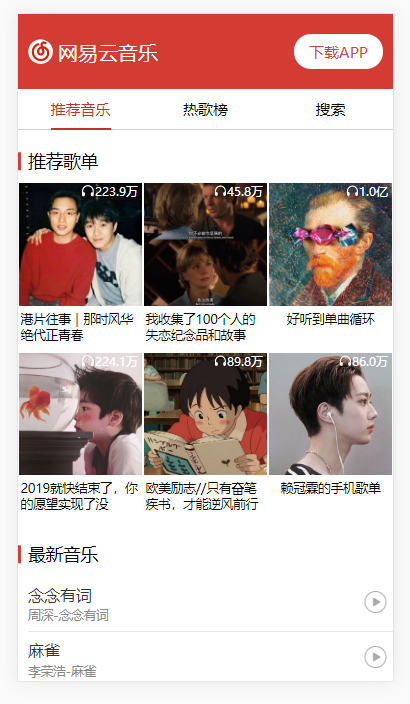 网易云音乐
下载APP
推荐音乐 热歌榜 搜索
推荐歌单
223.9万 45.8万 1.0亿
港片往事｜那时风华绝代正青春
我收集了100个人的失恋纪念品和故事
好听到单曲循环
224.1万 89.8万 86.0万
2019就快结束了，你的愿望实现了没
欧美励志//只有奋笔疾书，才能逆风前行
赖冠霖的手机歌单
最新音乐
念念有词
周深-念念有词
麻雀
李荣浩-麻雀